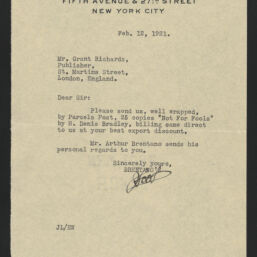 FIFTH AVENUE & 27TH STREET
NEW YORK CITY
Feb. 12, 1921.
Mr. Grant Richards,
Publisher,
St. Martins Street,
London, England.
Dear Sir:
Please send us, well wrapped,
by Parcels Post, 25 copies "Not For Fools"
by H. Denis Bradley, billing same direct
to us at your best export discount.
Mr. Arthur Brentano sends his
personal regards to you.
Sincerely yours,
BRENTANO'S